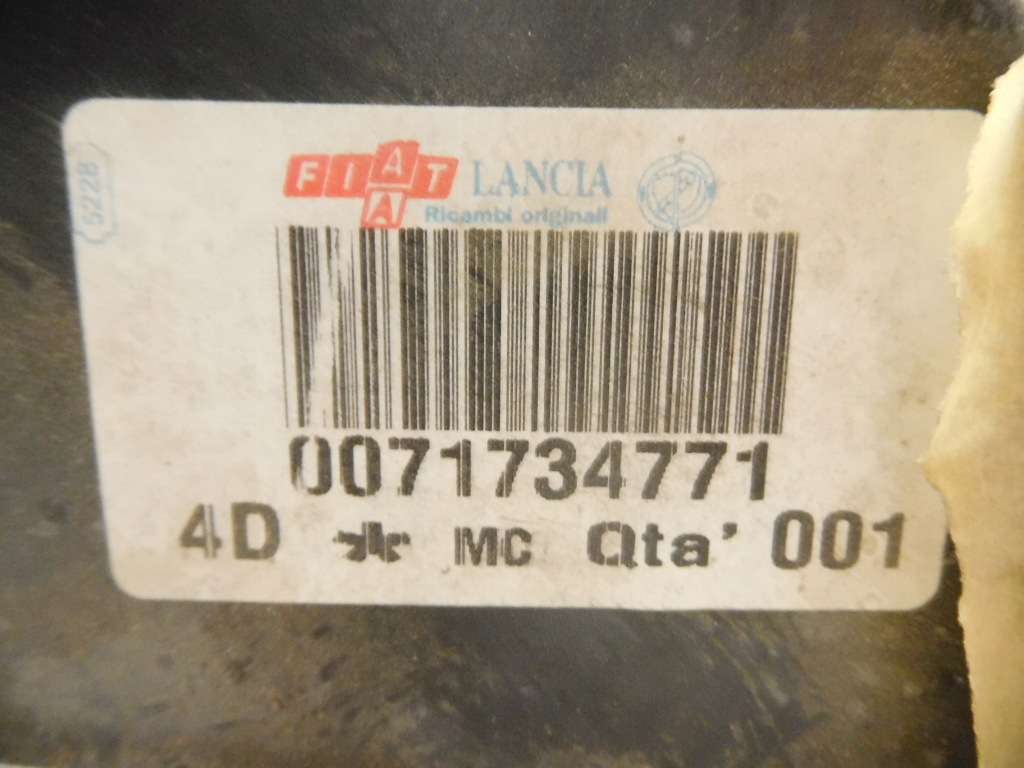 5228
FIAT LANCIA
A
Ricambi originali
0071734771
4D * MC Qta' 001